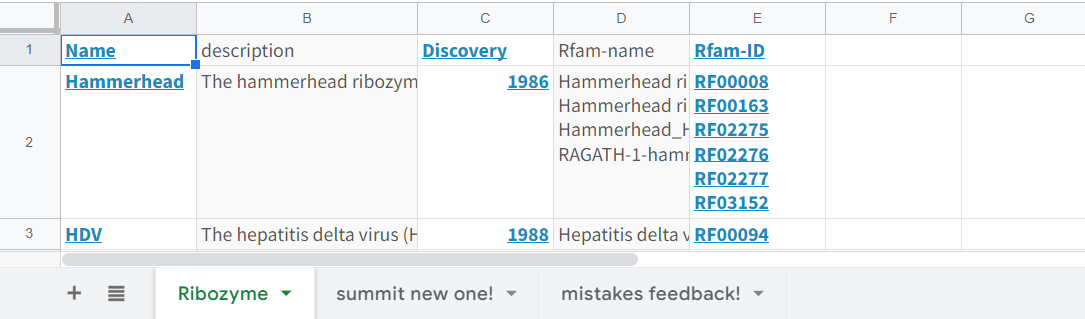 A B C D E F G
1 Name description Discovery Rfam-name Rfam-ID
2 Hammerhead The hammerhead ribozym 1986 Hammerhead ri RF00008
Hammerhead ri RF00163
Hammerhead_H RF02275
RAGATH-1-hamr RF02276
RF02277
RF03152
3 HDV The hepatitis delta virus (H 1988 Hepatitis delta v RF00094
+ Ribozyme summit new one! mistakes feedback!